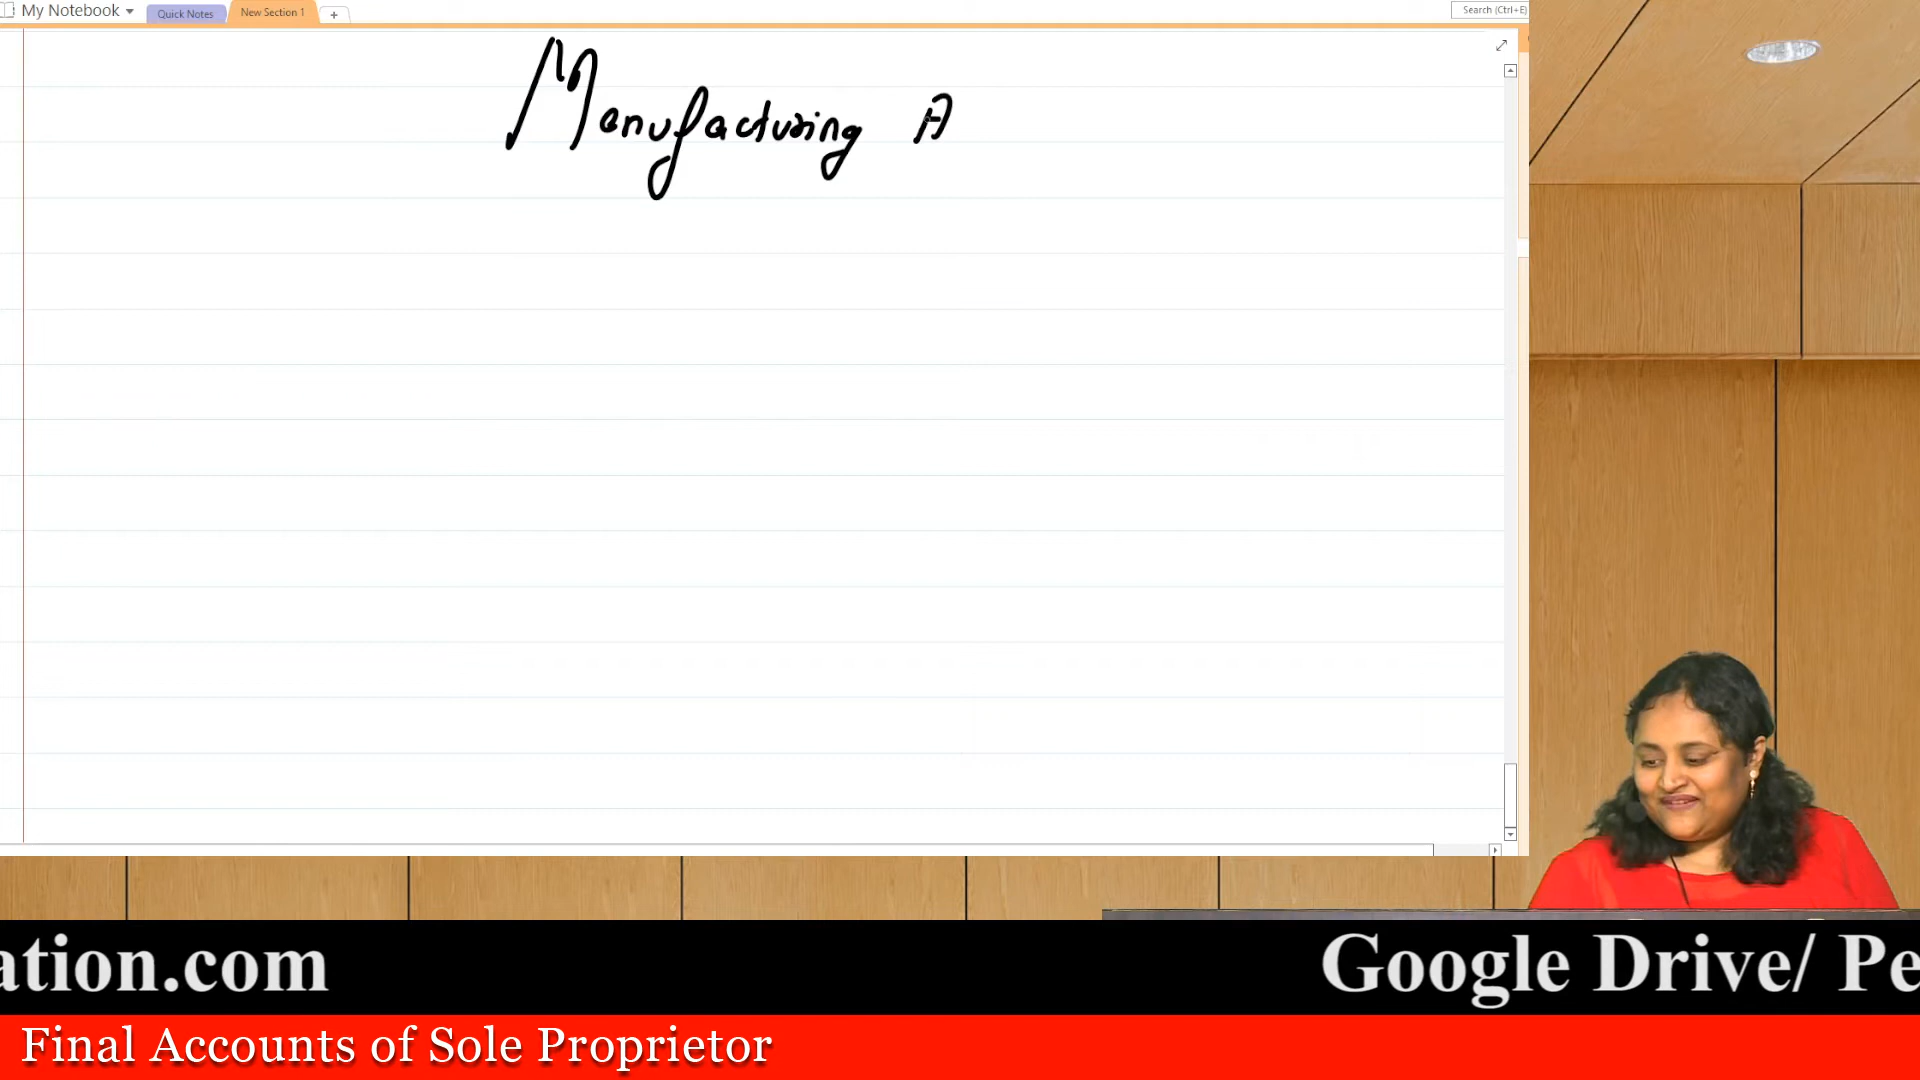 My Notebook Quick Notes New Section 1 + Search (Ctrl+E)
Manufacturing A
ation.com Google Drive/ Pe
Final Accounts of Sole Proprietor